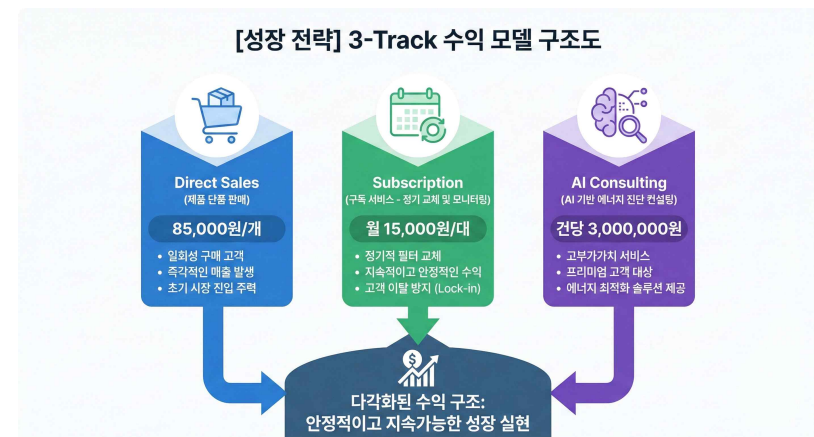 [성장 전략] 3-Track 수익 모델 구조도
Direct Sales
(제품 단품 판매)
85,000원/개
• 일회성 구매 고객
• 즉각적인 매출 발생
• 초기 시장 진입 주력
Subscription
(구독 서비스 - 정기 교체 및 모니터링)
월 15,000원/대
• 정기적 필터 교체
• 지속적이고 안정적인 수익
• 고객 이탈 방지 (Lock-in)
AI Consulting
(AI 기반 에너지 진단 컨설팅)
건당 3,000,000원
• 고부가가치 서비스
• 프리미엄 고객 대상
• 에너지 최적화 솔루션 제공
$
다각화된 수익 구조:
안정적이고 지속가능한 성장 실현